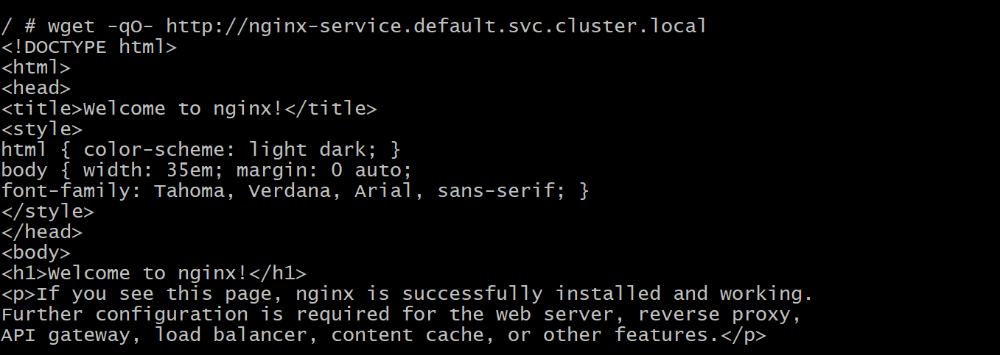 / # wget -qO- http://nginx-service.default.svc.cluster.local
<!DOCTYPE html>
<html>
<head>
<title>Welcome to nginx!</title>
<style>
html { color-scheme: light dark; }
body { width: 35em; margin: 0 auto;
font-family: Tahoma, Verdana, Arial, sans-serif; }
</style>
</head>
<body>
<h1>Welcome to nginx!</h1>
<p>If you see this page, nginx is successfully installed and working.
Further configuration is required for the web server, reverse proxy,
API gateway, load balancer, content cache, or other features.</p>